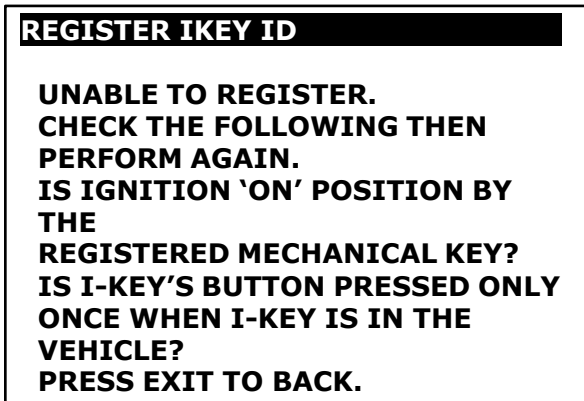 REGISTER IKEY ID
UNABLE TO REGISTER.
CHECK THE FOLLOWING THEN
PERFORM AGAIN.
IS IGNITION ‘ON’ POSITION BY
THE
REGISTERED MECHANICAL KEY?
IS I-KEY’S BUTTON PRESSED ONLY
ONCE WHEN I-KEY IS IN THE
VEHICLE?
PRESS EXIT TO BACK.